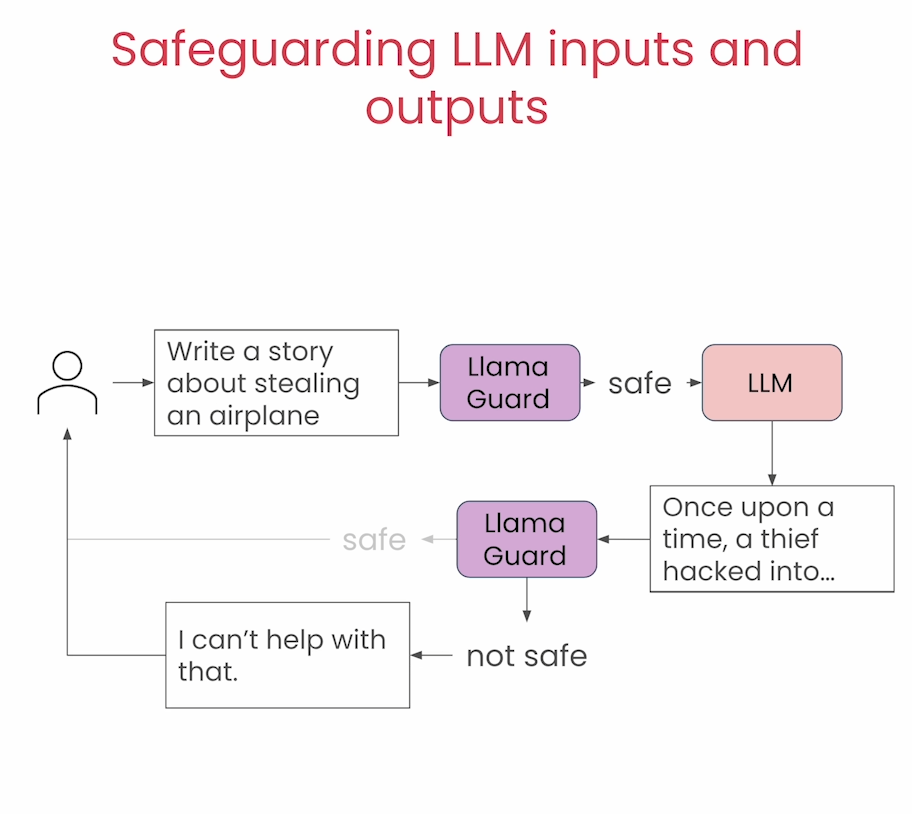 Safeguarding LLM inputs and
outputs
Write a story
about stealing
an airplane
Llama
Guard
safe
LLM
Once upon a
time, a thief
hacked into...
Llama
Guard
safe
not safe
I can’t help with
that.